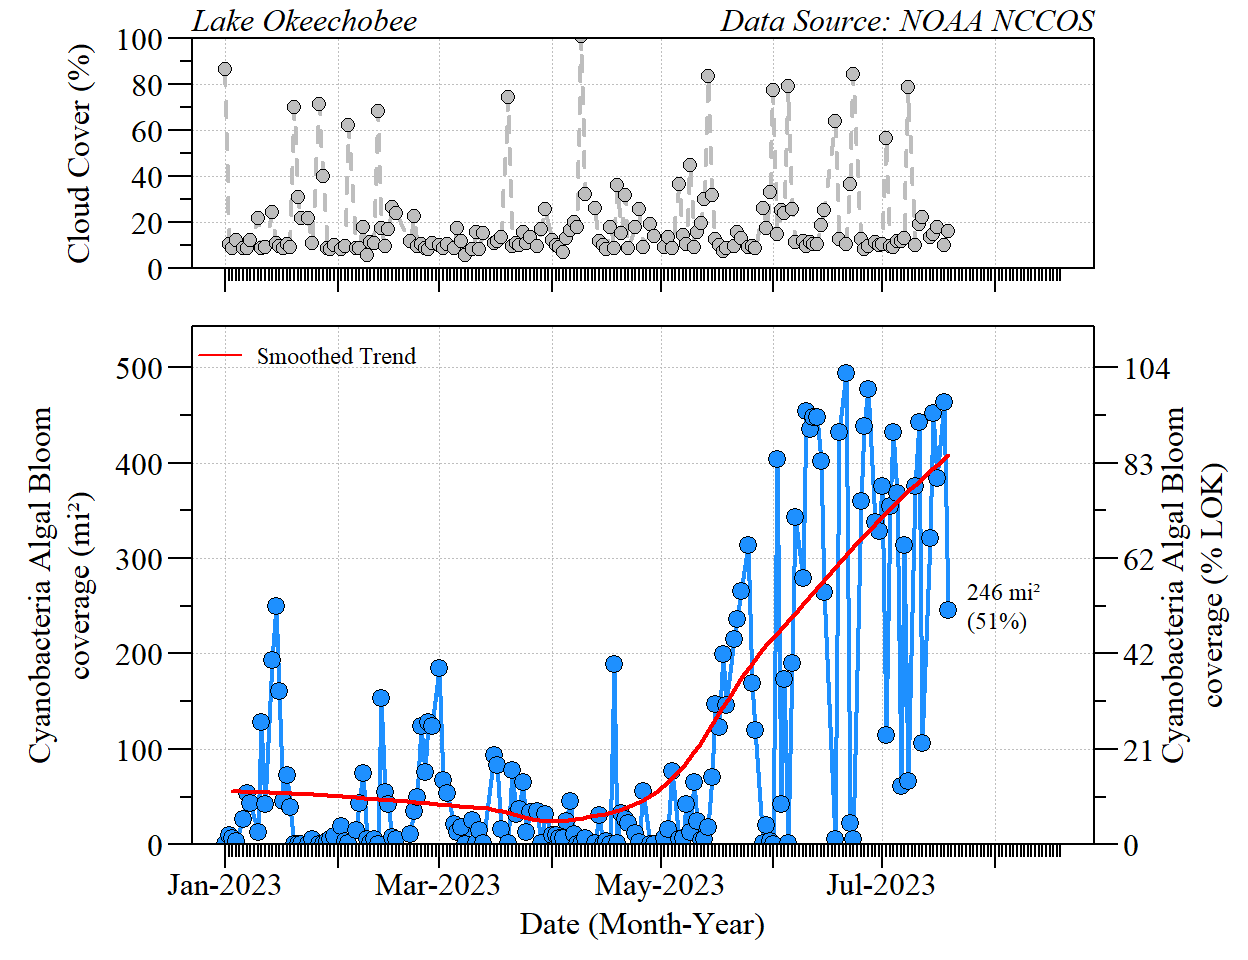 Lake Okeechobee
Data Source: NOAA NCCOS
Cloud Cover (%)
100
80
60
40
20
0
Smoothed Trend
Cyanobacteria Algal Bloom
coverage (mi²)
500
400
300
200
100
0
104
83
62
42
21
0
Cyanobacteria Algal Bloom
coverage (% LOK)
246 mi²
(51%)
Jan-2023
Mar-2023
May-2023
Jul-2023
Date (Month-Year)